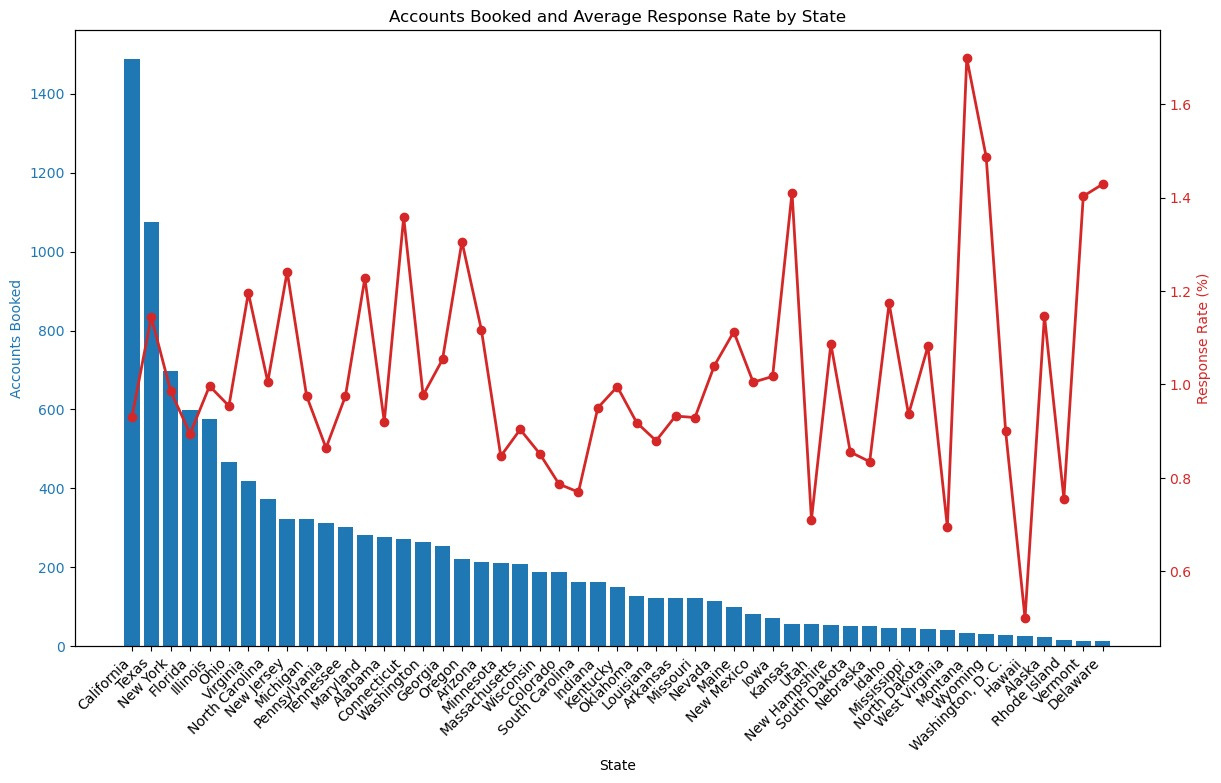 Accounts Booked and Average Response Rate by State
1400
1200
1000
800
600
400
200
0
Accounts Booked
1.6
1.4
1.2
1.0
0.8
0.6
Response Rate (%)
California
Texas
New York
Florida
Illinois
Ohio
Virginia
North Carolina
New Jersey
Michigan
Pennsylvania
Tennessee
Maryland
Alabama
Connecticut
Washington
Georgia
Oregon
Arizona
Minnesota
Massachusetts
Wisconsin
Colorado
South Carolina
Indiana
Kentucky
Oklahoma
Louisiana
Arkansas
Missouri
Nevada
Maine
New Mexico
Iowa
Kansas
Utah
New Hampshire
South Dakota
Nebraska
Idaho
Mississippi
North Dakota
West Virginia
Montana
Wyoming
Washington, D. C.
Hawaii
Alaska
Rhode Island
Vermont
Delaware
State